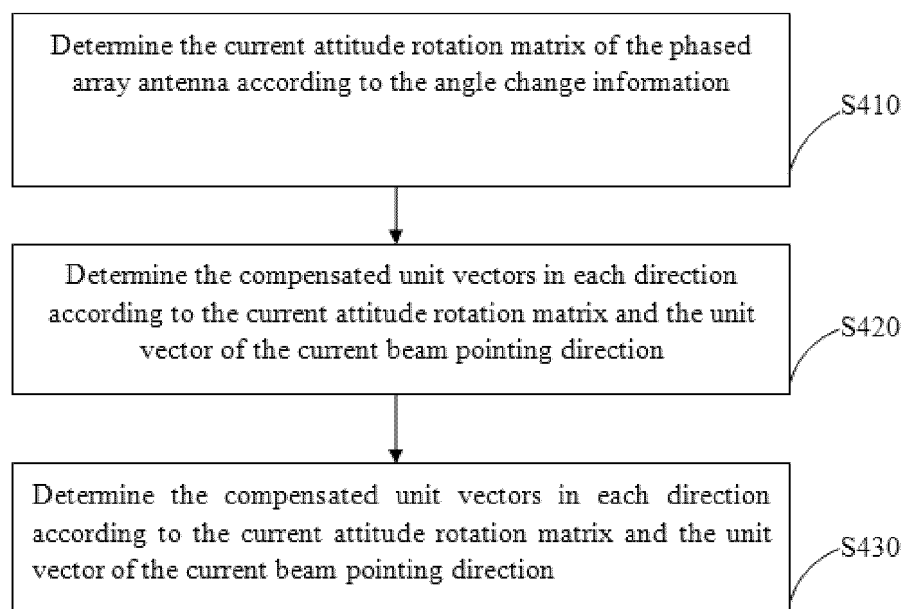 Determine the current attitude rotation matrix of the phased
array antenna according to the angle change information
S410
Determine the compensated unit vectors in each direction
according to the current attitude rotation matrix and the unit
vector of the current beam pointing direction
S420
Determine the compensated unit vectors in each direction
according to the current attitude rotation matrix and the unit
vector of the current beam pointing direction
S430